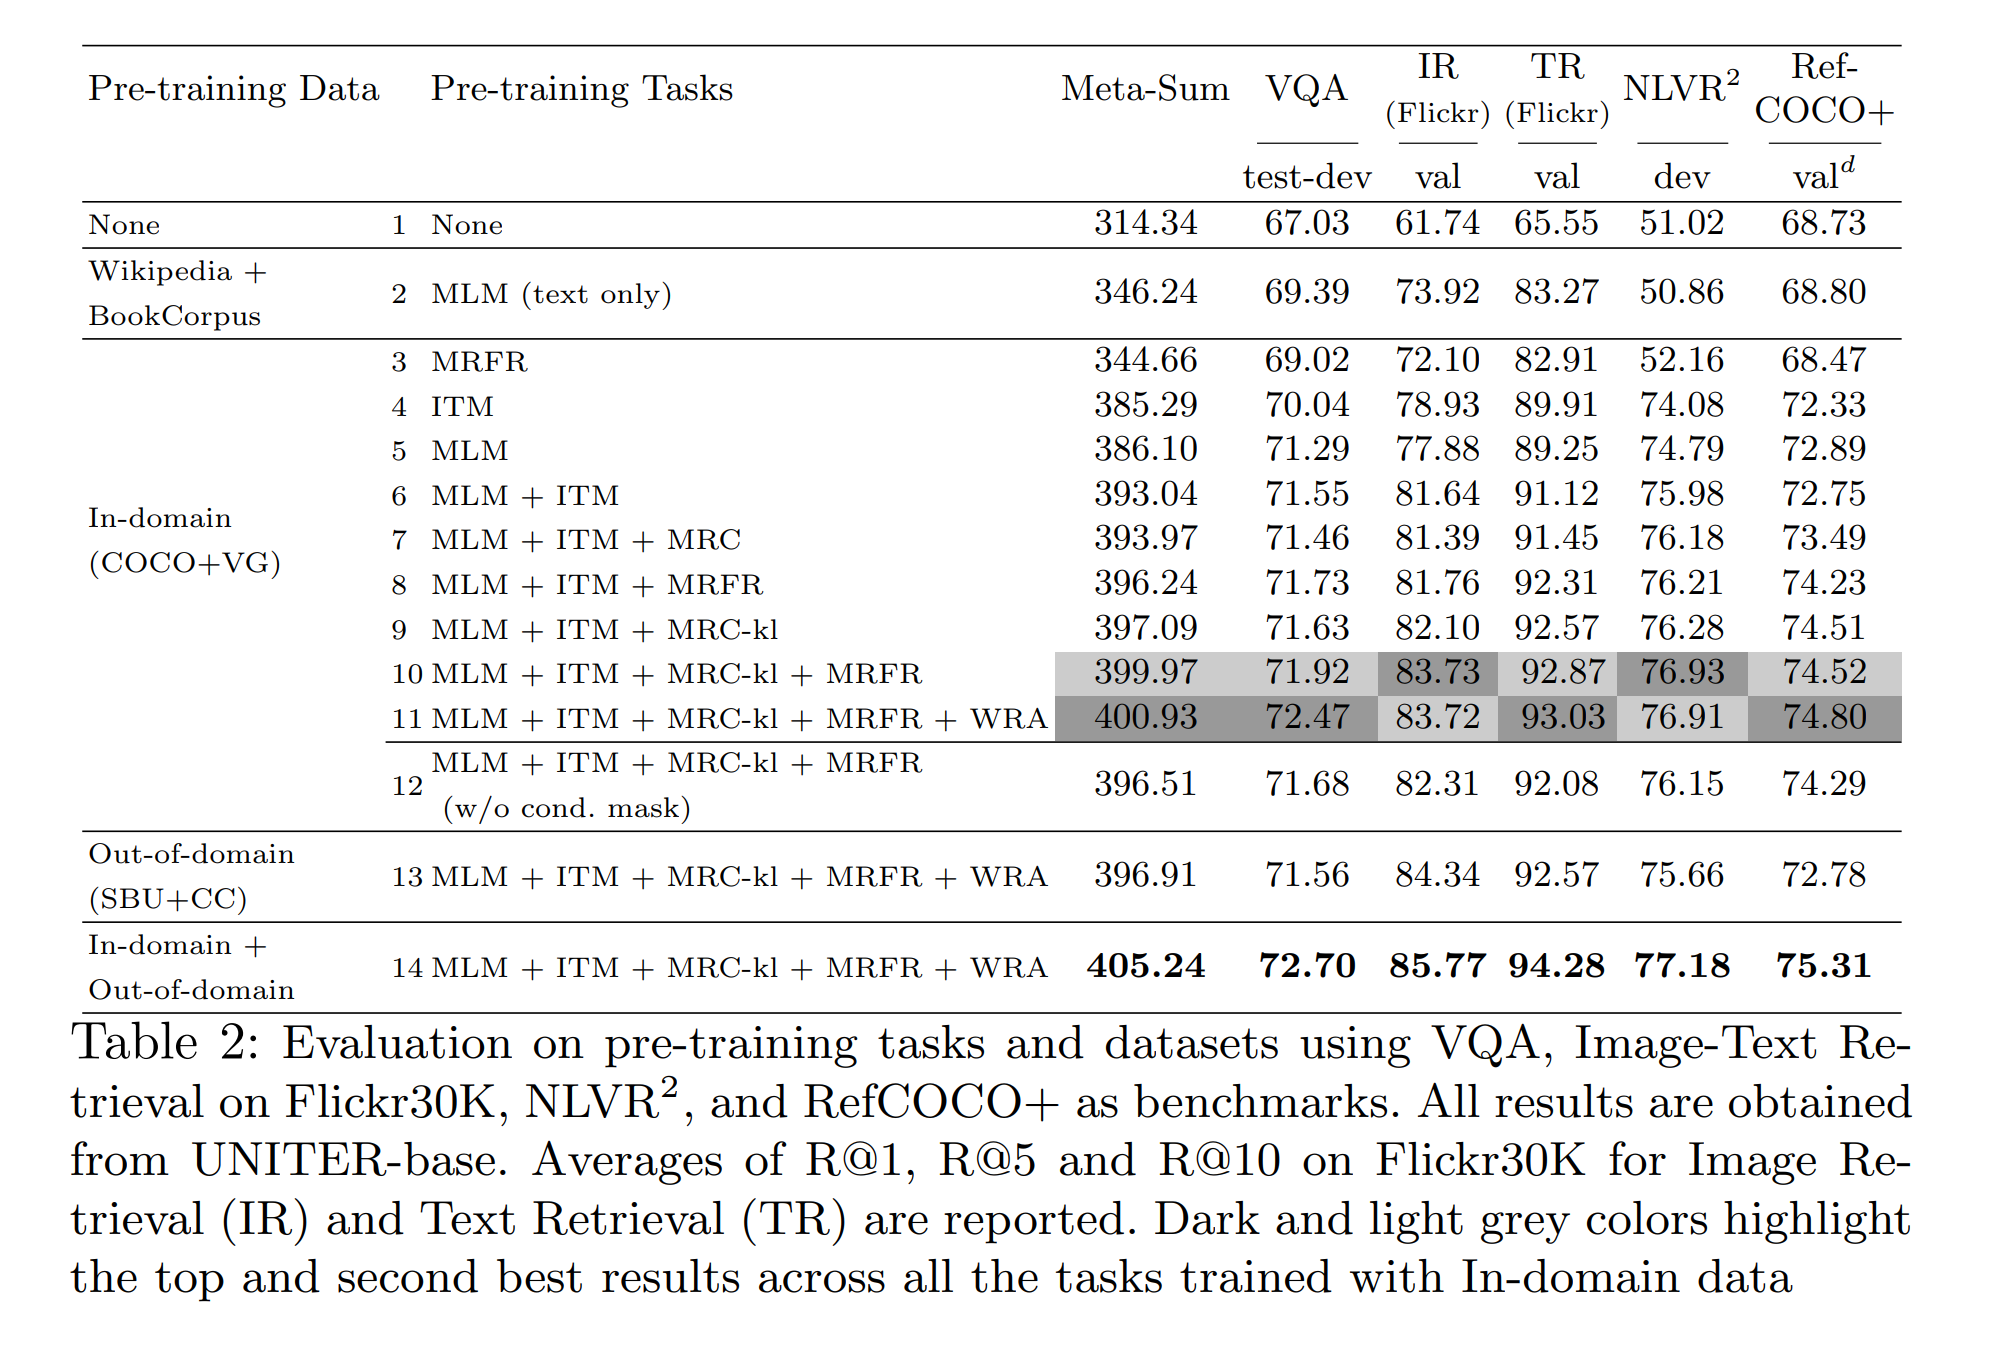 Pre-training Data Pre-training Tasks Meta-Sum VQA IR (Flickr) TR (Flickr) NLVR² Ref-COCO+
test-dev val val dev valᵈ
None 1 None 314.34 67.03 61.74 65.55 51.02 68.73
Wikipedia +
BookCorpus 2 MLM (text only) 346.24 69.39 73.92 83.27 50.86 68.80
In-domain
(COCO+VG)
3 MRFR 344.66 69.02 72.10 82.91 52.16 68.47
4 ITM 385.29 70.04 78.93 89.91 74.08 72.33
5 MLM 386.10 71.29 77.88 89.25 74.79 72.89
6 MLM + ITM 393.04 71.55 81.64 91.12 75.98 72.75
7 MLM + ITM + MRC 393.97 71.46 81.39 91.45 76.18 73.49
8 MLM + ITM + MRFR 396.24 71.73 81.76 92.31 76.21 74.23
9 MLM + ITM + MRC-kl 397.09 71.63 82.10 92.57 76.28 74.51
10 MLM + ITM + MRC-kl + MRFR 399.97 71.92 83.73 92.87 76.93 74.52
11 MLM + ITM + MRC-kl + MRFR + WRA 400.93 72.47 83.72 93.03 76.91 74.80
12 MLM + ITM + MRC-kl + MRFR
(w/o cond. mask) 396.51 71.68 82.31 92.08 76.15 74.29
Out-of-domain
(SBU+CC) 13 MLM + ITM + MRC-kl + MRFR + WRA 396.91 71.56 84.34 92.57 75.66 72.78
In-domain +
Out-of-domain 14 MLM + ITM + MRC-kl + MRFR + WRA 405.24 72.70 85.77 94.28 77.18 75.31
Table 2: Evaluation on pre-training tasks and datasets using VQA, Image-Text Re-
trieval on Flickr30K, NLVR², and RefCOCO+ as benchmarks. All results are obtained
from UNITER-base. Averages of R@1, R@5 and R@10 on Flickr30K for Image Re-
trieval (IR) and Text Retrieval (TR) are reported. Dark and light grey colors highlight
the top and second best results across all the tasks trained with In-domain data